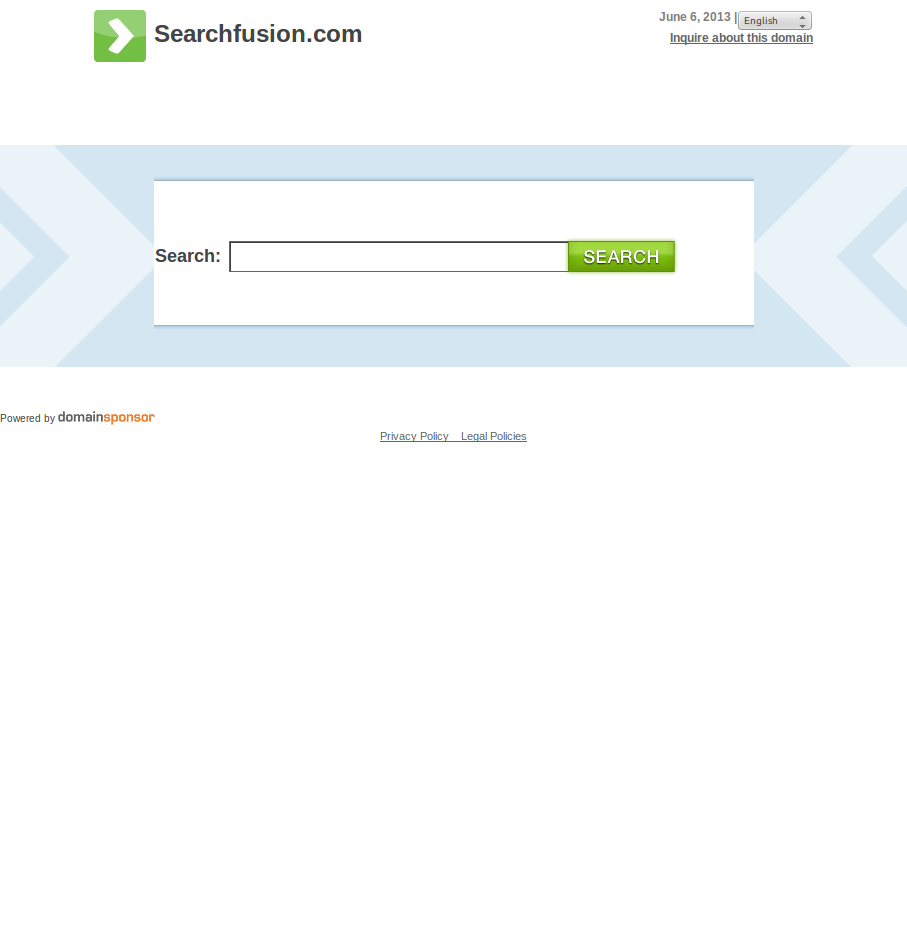 Searchfusion.com
June 6, 2013 | English
Inquire about this domain
Search: SEARCH
Powered by domainsponsor
Privacy Policy Legal Policies